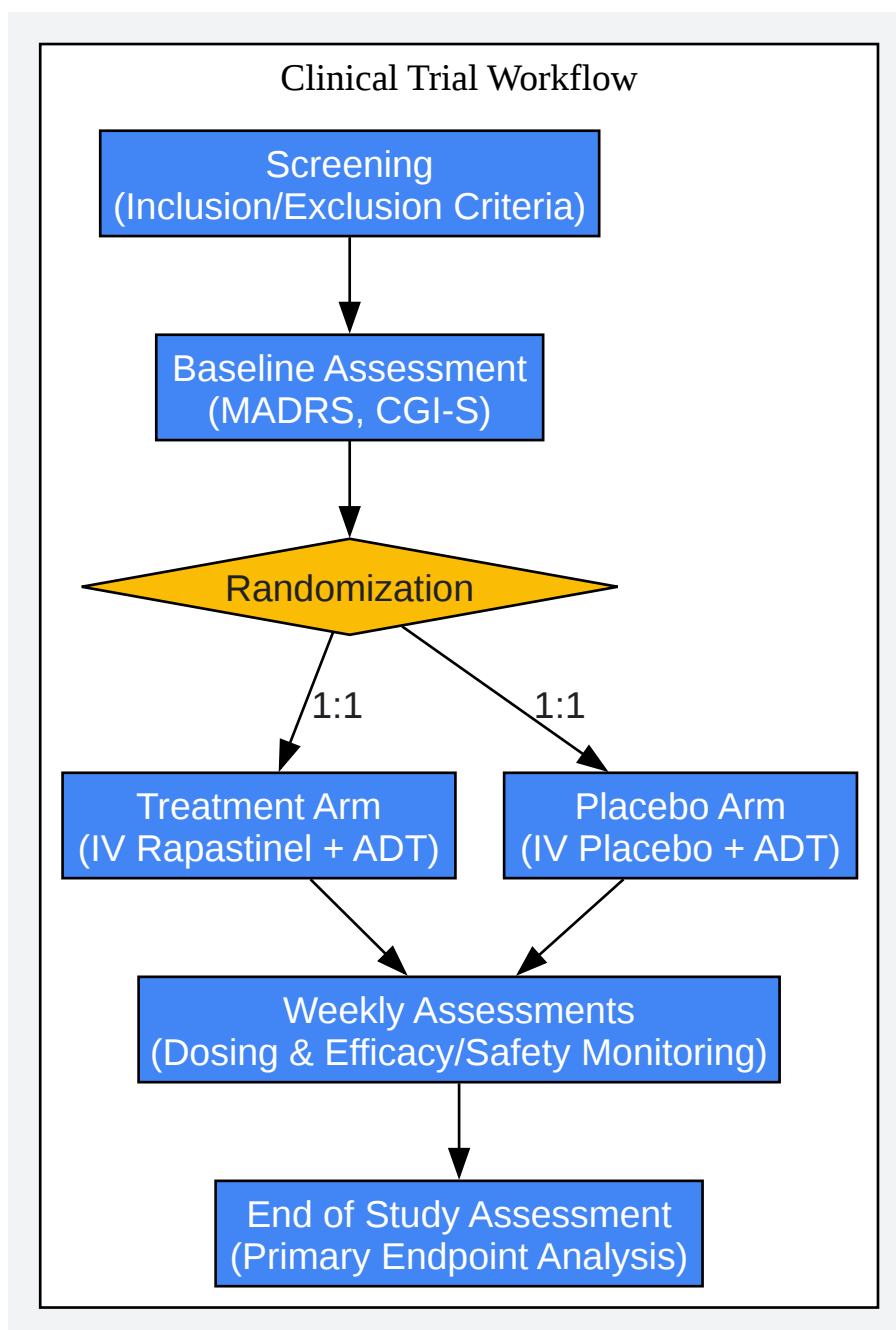 Clinical Trial Workflow
Screening
(Inclusion/Exclusion Criteria)
Baseline Assessment
(MADRS, CGI-S)
Randomization
1:1
1:1
Treatment Arm
(IV Rapastinel + ADT)
Placebo Arm
(IV Placebo + ADT)
Weekly Assessments
(Dosing & Efficacy/Safety Monitoring)
End of Study Assessment
(Primary Endpoint Analysis)